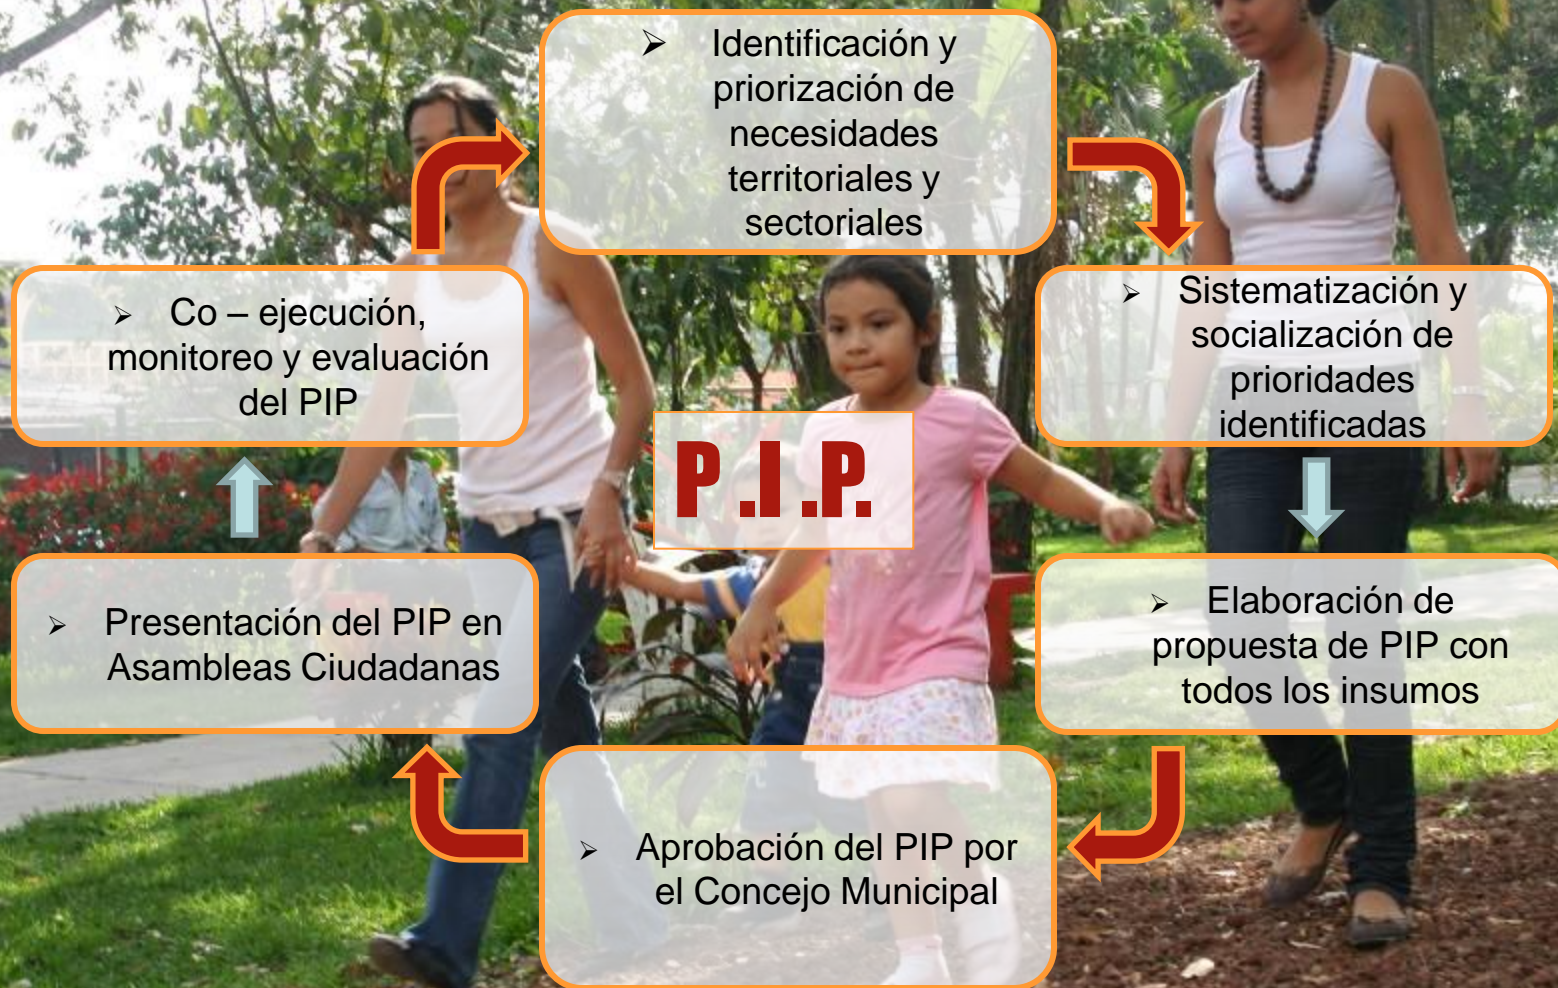 ➢ Identificación y
priorización de
necesidades
territoriales y
sectoriales
➢ Sistematización y
socialización de
prioridades
identificadas
➢ Elaboración de
propuesta de PIP con
todos los insumos
➢ Aprobación del PIP por
el Concejo Municipal
➢ Presentación del PIP en
Asambleas Ciudadanas
➢ Co – ejecución,
monitoreo y evaluación
del PIP
P .I .P.